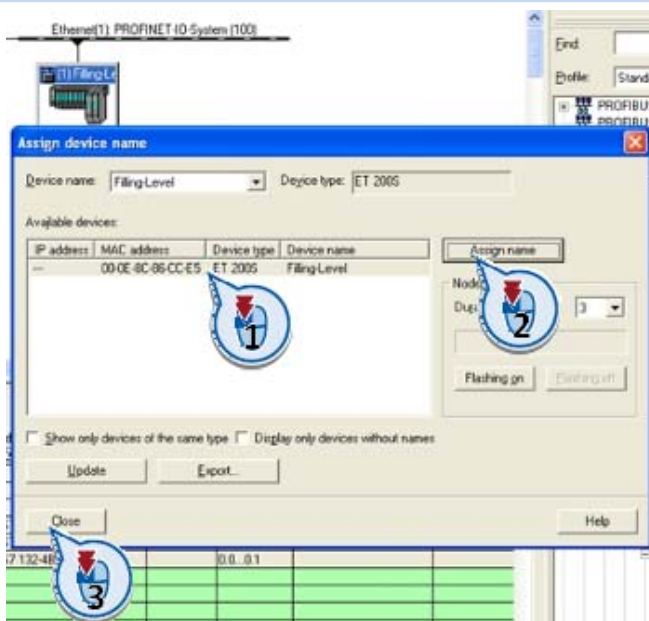 Ethernet(1): PROFINET-IO-System (100)
(1) Filling-Le
Find:
Profile: Stand
PROFIBU
PROFIBU
Assign device name
Device name: Filling-Level Device type: ET 200S
Available devices:
IP address MAC address Device type Device name
--- 00-0E-8C-86-CC-E5 ET 200S Filling-Level
Assign name
Node
3
Flashing on Flashing off
Show only devices of the same type Display only devices without names
Update Export...
Close Help
0.0...0.1
1
2
3